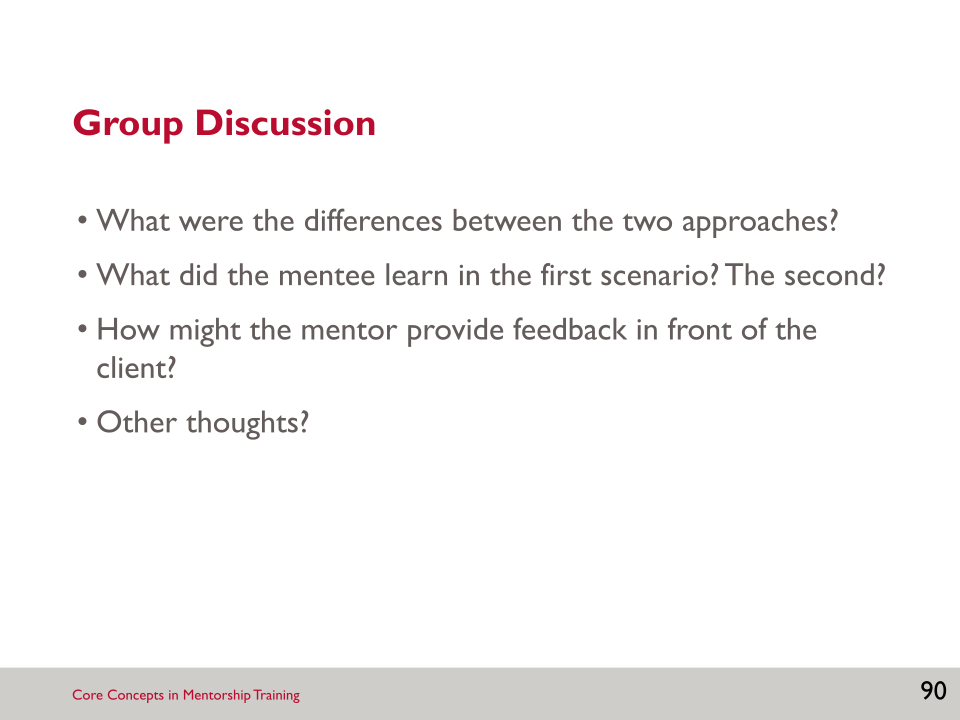 Group Discussion
• What were the differences between the two approaches?
• What did the mentee learn in the first scenario? The second?
• How might the mentor provide feedback in front of the
client?
• Other thoughts?
Core Concepts in Mentorship Training
90